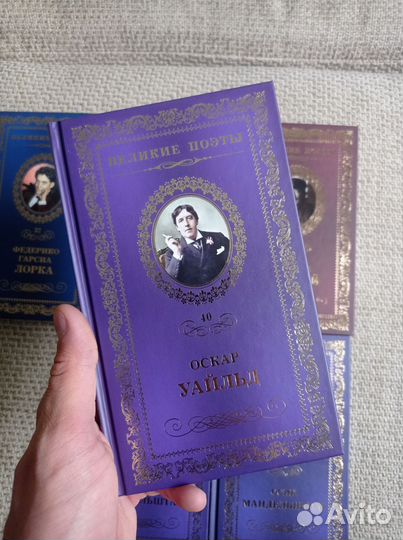 ВЕЛИКИЕ ПОЭТЫ
40
ОСКАР
УАЙЛЬД
ФЕДЕРИКО
ГАРСИА
ЛОРКА
Avito